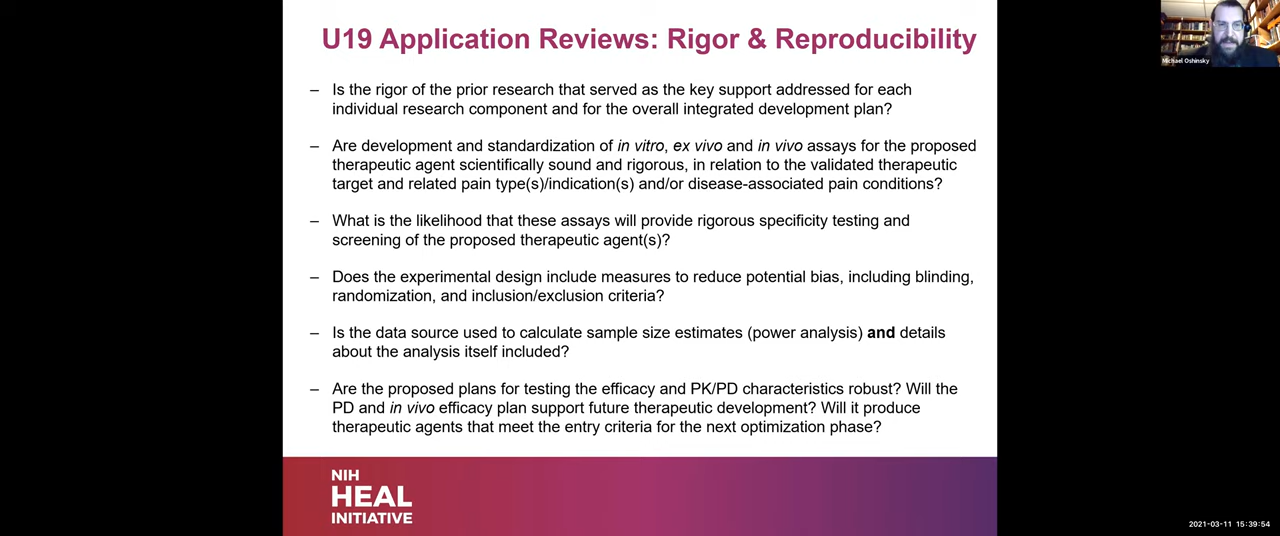 U19 Application Reviews: Rigor & Reproducibility
Michael Oshinsky
– Is the rigor of the prior research that served as the key support addressed for each
individual research component and for the overall integrated development plan?
– Are development and standardization of in vitro, ex vivo and in vivo assays for the proposed
therapeutic agent scientifically sound and rigorous, in relation to the validated therapeutic
target and related pain type(s)/indication(s) and/or disease-associated pain conditions?
– What is the likelihood that these assays will provide rigorous specificity testing and
screening of the proposed therapeutic agent(s)?
– Does the experimental design include measures to reduce potential bias, including blinding,
randomization, and inclusion/exclusion criteria?
– Is the data source used to calculate sample size estimates (power analysis) and details
about the analysis itself included?
– Are the proposed plans for testing the efficacy and PK/PD characteristics robust? Will the
PD and in vivo efficacy plan support future therapeutic development? Will it produce
therapeutic agents that meet the entry criteria for the next optimization phase?
NIH
HEAL
INITIATIVE
2021-03-11 15:39:54